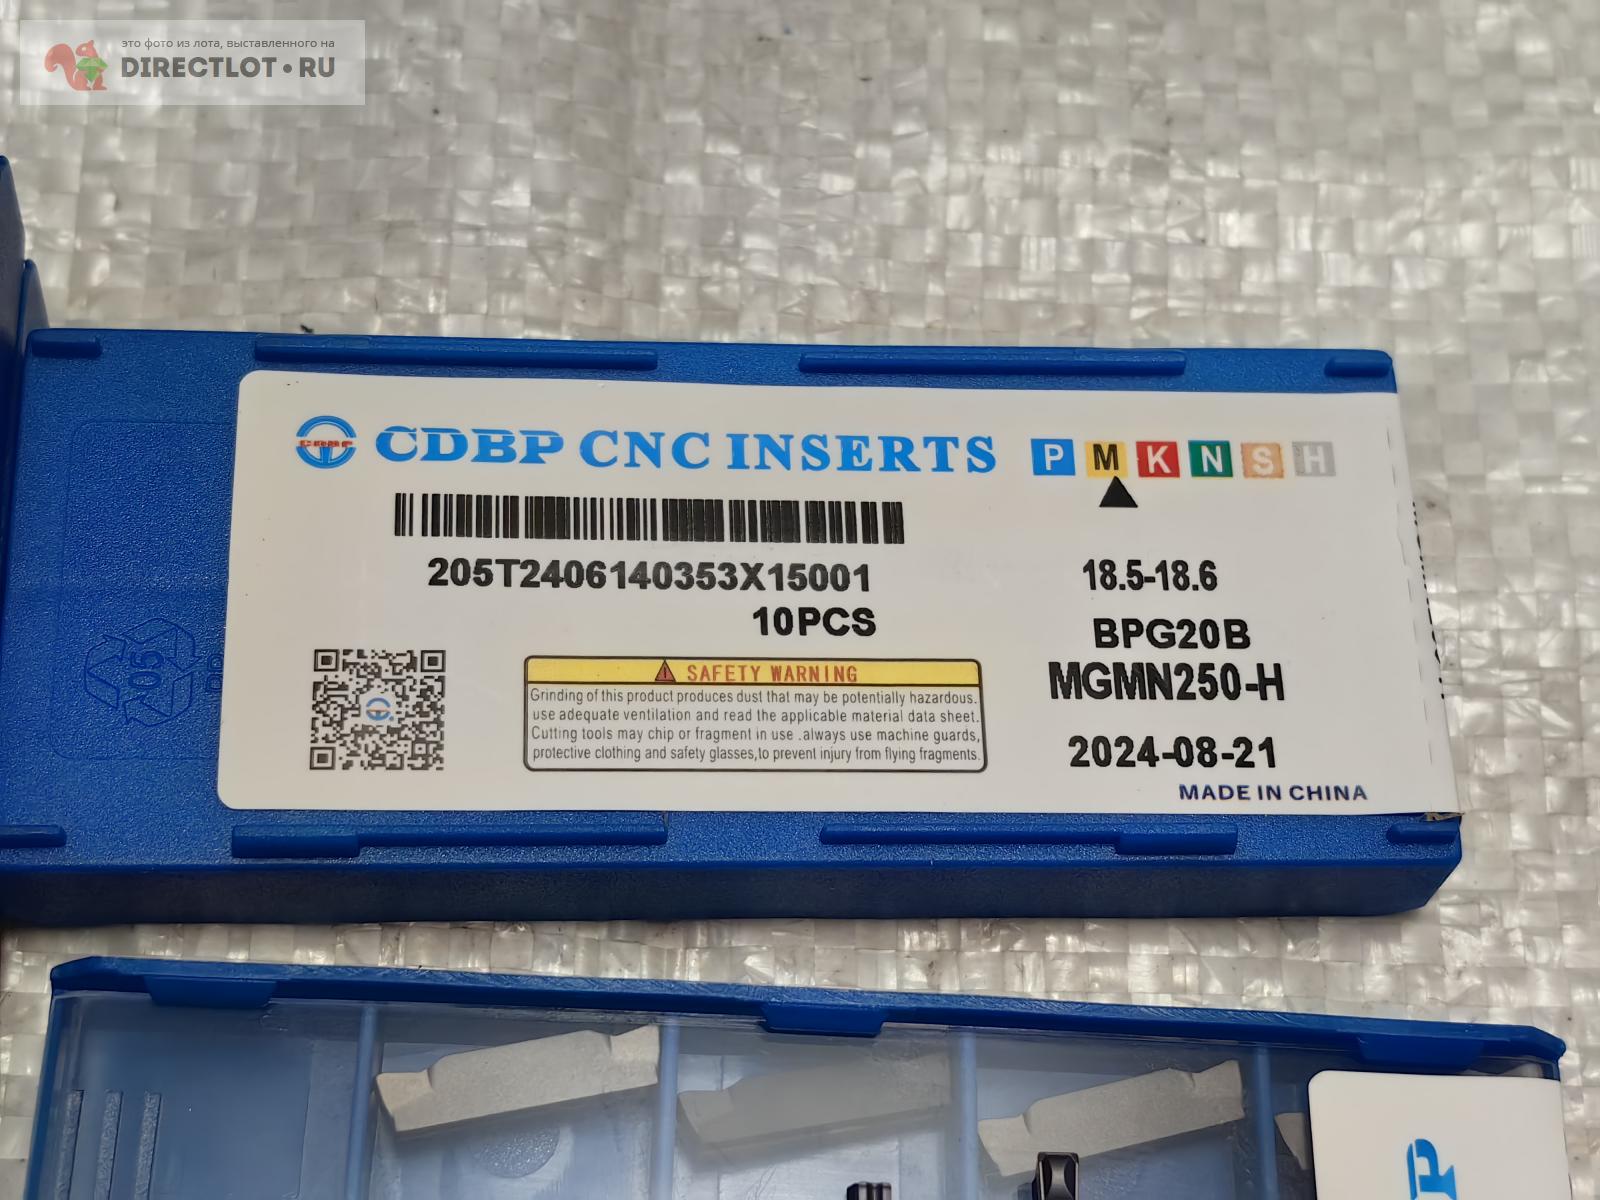 это фото из лота, выставленного на
DIRECTLOT•RU
CDBP
CDBP CNC INSERTS
P M K N S H
205T2406140353X15001
10PCS
18.5-18.6
BPG20B
MGMN250-H
2024-08-21
MADE IN CHINA
SAFETY WARNING
Grinding of this product produces dust that may be potentially hazardous.
use adequate ventilation and read the applicable material data sheet.
Cutting tools may chip or fragment in use .always use machine guards,
protective clothing and safety glasses,to prevent injury from flying fragments.
05
P